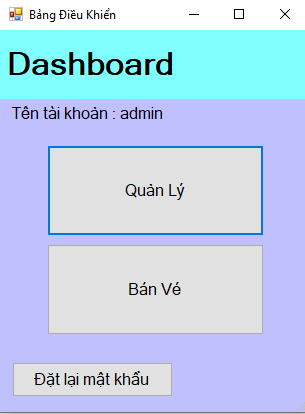 Bảng Điều Khiển
Dashboard
Tên tài khoản : admin
Quản Lý
Bán Vé
Đặt lại mật khẩu